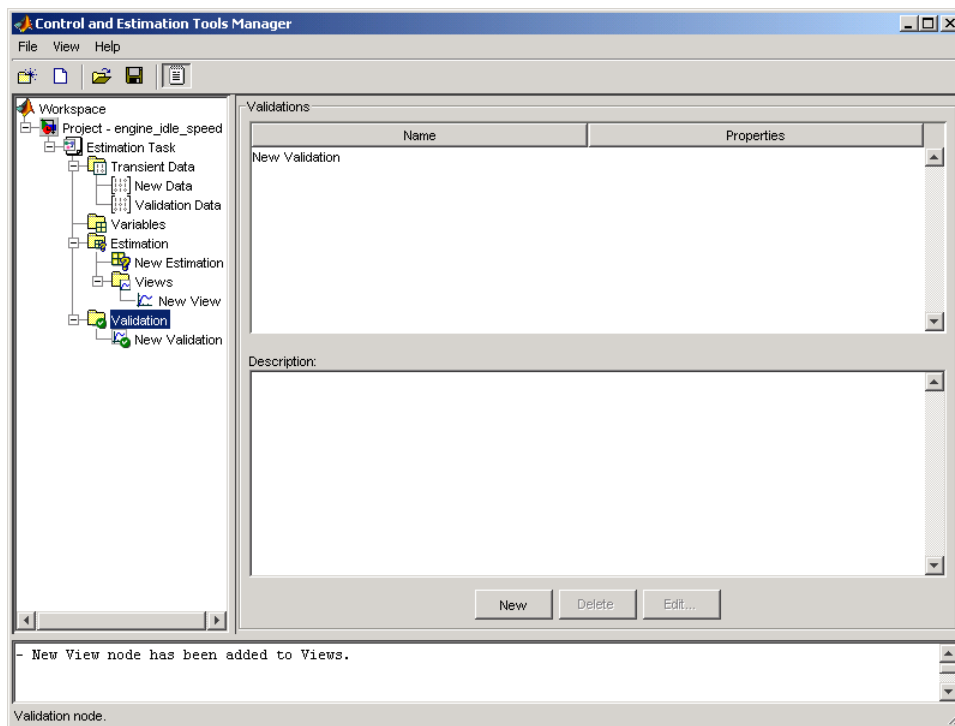 Control and Estimation Tools Manager
File View Help
Workspace
Project - engine_idle_speed
Estimation Task
Transient Data
New Data
Validation Data
Variables
Estimation
New Estimation
Views
New View
Validation
New Validation
Validations
Name Properties
New Validation
Description:
New Delete Edit...
- New View node has been added to Views.
Validation node.